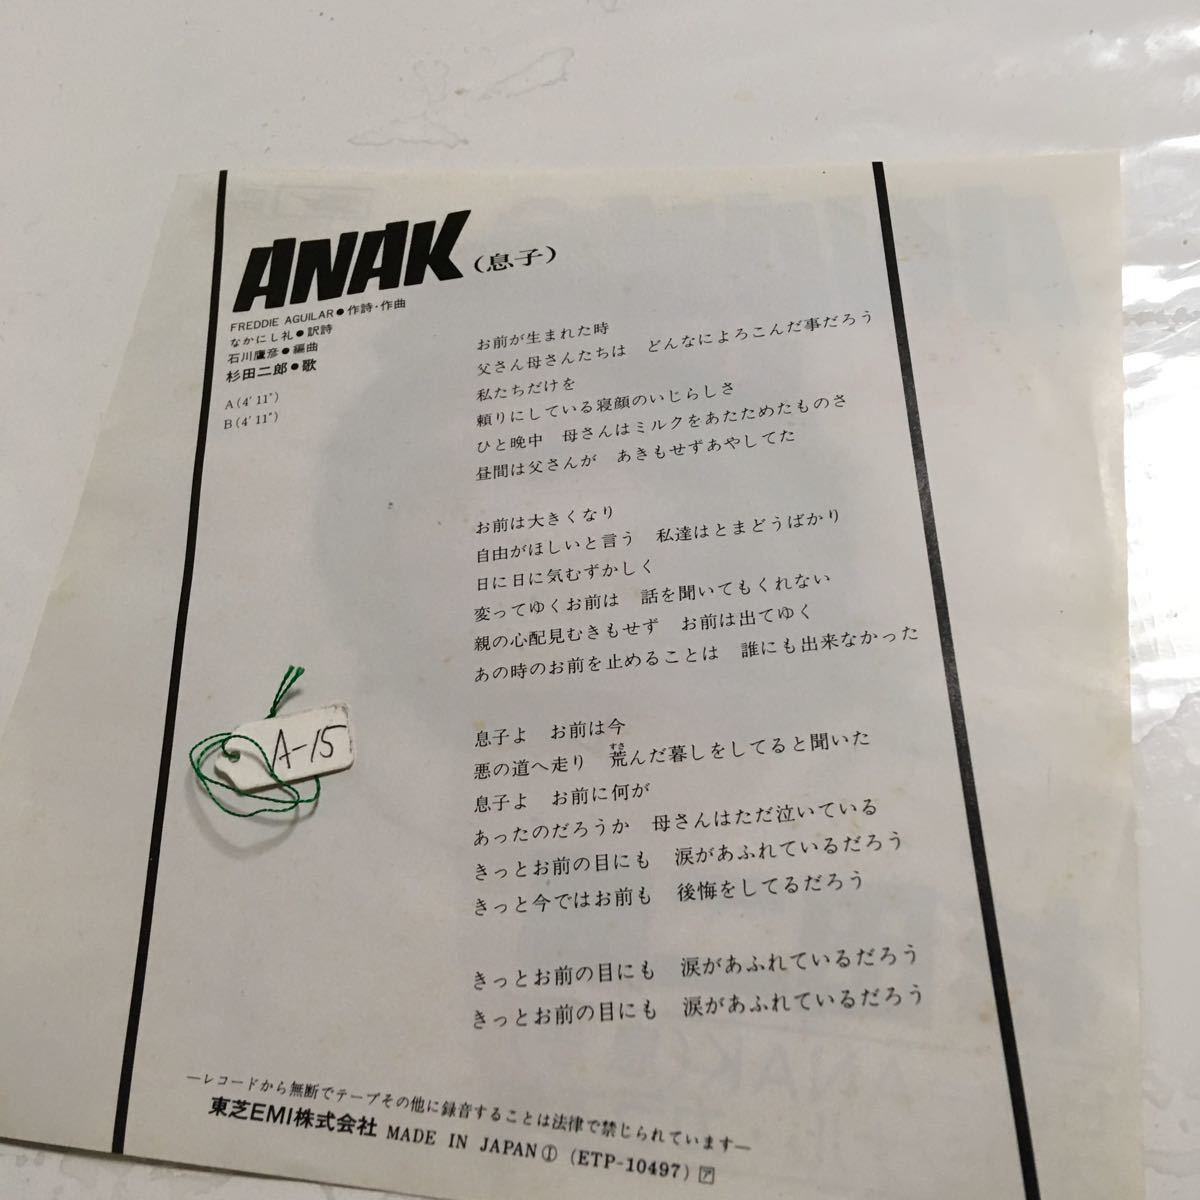 ANAK (息子)
FREDDIE AGUILAR●作詩・作曲
なかにし礼●訳詩
石川鷹彦●編曲
杉田二郎●歌
A(4'11")
B(4'11")
お前が生まれた時
父さん母さんたちは　どんなによろこんだ事だろう
私たちだけを
頼りにしている寝顔のいじらしさ
ひと晩中　母さんはミルクをあたためたものさ
昼間は父さんが　あきもせずあやしてた
お前は大きくなり
自由がほしいと言う　私達はとまどうばかり
日に日に気むずかしく
変ってゆくお前は　話を聞いてもくれない
親の心配見むきもせず　お前は出てゆく
あの時のお前を止めることは　誰にも出来なかった
息子よ　お前は今
悪の道へ走り　荒んだ暮しをしてると聞いた
息子よ　お前に何が
あったのだろうか　母さんはただ泣いている
きっとお前の目にも　涙があふれているだろう
きっと今ではお前も　後悔をしてるだろう
きっとお前の目にも　涙があふれているだろう
きっとお前の目にも　涙があふれているだろう
A-15
—レコードから無断でテープその他に録音することは法律で禁じられています—
東芝EMI株式会社 MADE IN JAPAN① (ETP-10497) ア